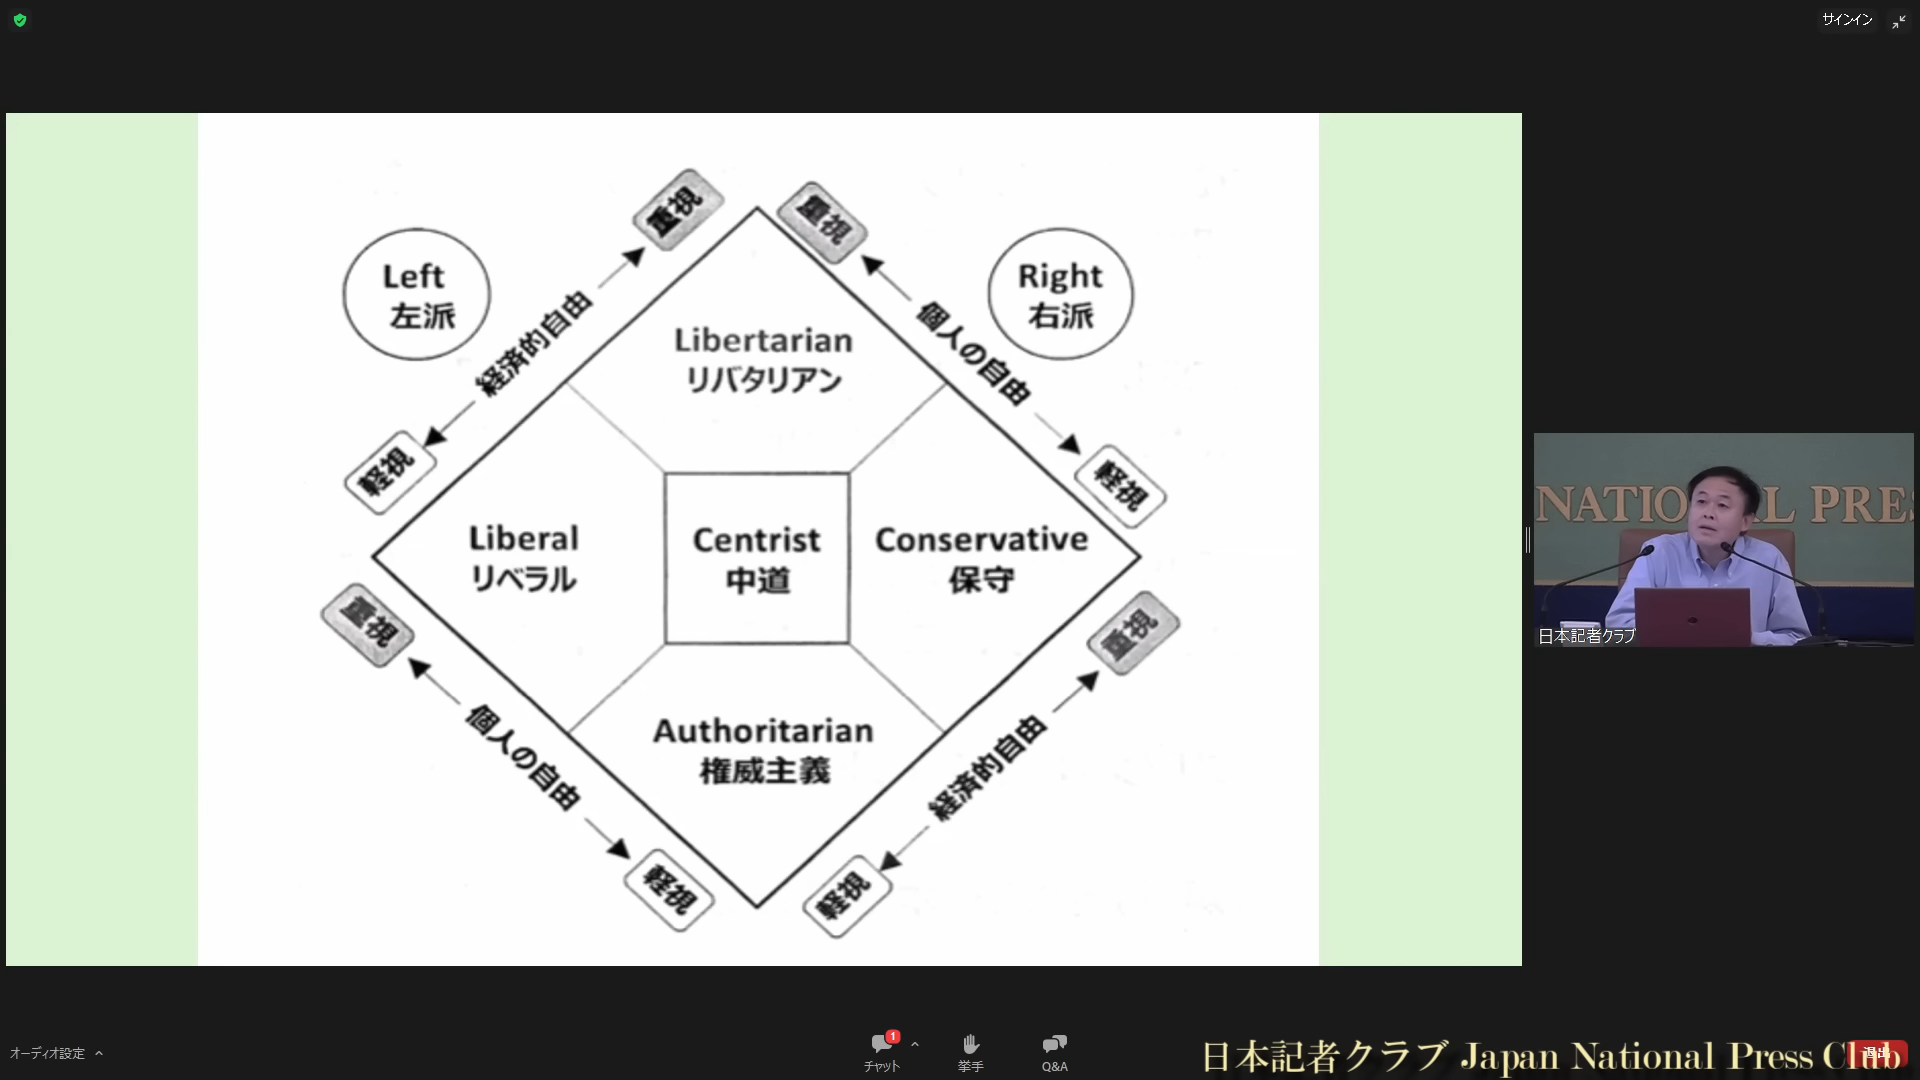 サインイン
重視
重視
Left
左派
Right
右派
経済的自由
個人の自由
Libertarian
リバタリアン
軽視
軽視
Liberal
リベラル
Centrist
中道
Conservative
保守
重視
重視
個人の自由
経済的自由
Authoritarian
権威主義
軽視
軽視
NATIONAL PRES
日本記者クラブ
オーディオ設定
1
チャット
挙手
Q&A
日本記者クラブ Japan National Press Club
退出